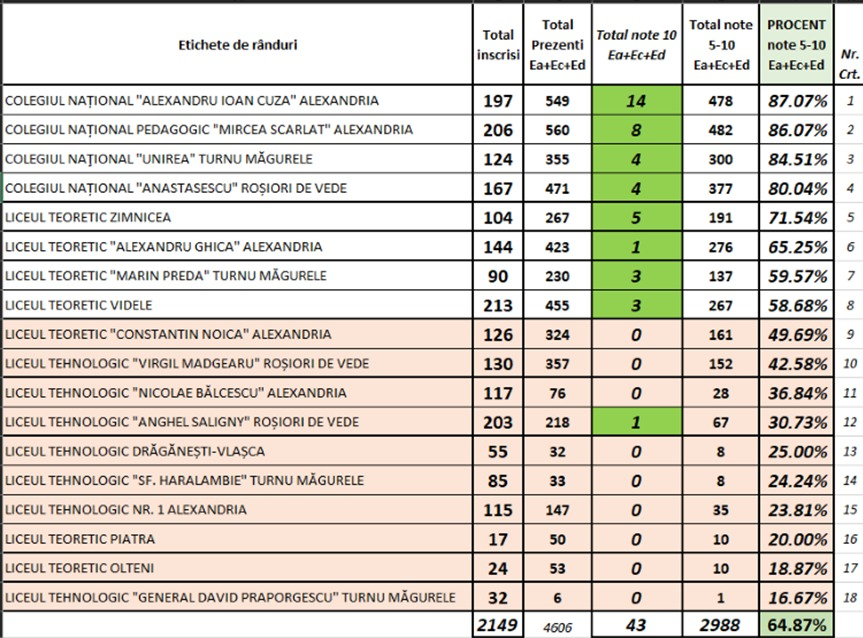 Etichete de rânduri Total inscrisi Total Prezenti Ea+Ec+Ed Total note 10 Ea+Ec+Ed Total note 5-10 Ea+Ec+Ed PROCENT note 5-10 Ea+Ec+Ed Nr. Crt.
COLEGIUL NAȚIONAL "ALEXANDRU IOAN CUZA" ALEXANDRIA 197 549 14 478 87.07% 1
COLEGIUL NAȚIONAL PEDAGOGIC "MIRCEA SCARLAT" ALEXANDRIA 206 560 8 482 86.07% 2
COLEGIUL NAȚIONAL "UNIREA" TURNU MĂGURELE 124 355 4 300 84.51% 3
COLEGIUL NAȚIONAL "ANASTASESCU" ROȘIORI DE VEDE 167 471 4 377 80.04% 4
LICEUL TEORETIC ZIMNICEA 104 267 5 191 71.54% 5
LICEUL TEORETIC "ALEXANDRU GHICA" ALEXANDRIA 144 423 1 276 65.25% 6
LICEUL TEORETIC "MARIN PREDA" TURNU MĂGURELE 90 230 3 137 59.57% 7
LICEUL TEORETIC VIDELE 213 455 3 267 58.68% 8
LICEUL TEORETIC "CONSTANTIN NOICA" ALEXANDRIA 126 324 0 161 49.69% 9
LICEUL TEHNOLOGIC "VIRGIL MADGEARU" ROȘIORI DE VEDE 130 357 0 152 42.58% 10
LICEUL TEHNOLOGIC "NICOLAE BĂLCESCU" ALEXANDRIA 117 76 0 28 36.84% 11
LICEUL TEHNOLOGIC "ANGHEL SALIGNY" ROȘIORI DE VEDE 203 218 1 67 30.73% 12
LICEUL TEHNOLOGIC DRĂGĂNEȘTI-VLAȘCA 55 32 0 8 25.00% 13
LICEUL TEHNOLOGIC "SF. HARALAMBIE" TURNU MĂGURELE 85 33 0 8 24.24% 14
LICEUL TEHNOLOGIC NR. 1 ALEXANDRIA 115 147 0 35 23.81% 15
LICEUL TEORETIC PIATRA 17 50 0 10 20.00% 16
LICEUL TEORETIC OLTENI 24 53 0 10 18.87% 17
LICEUL TEHNOLOGIC "GENERAL DAVID PRAPORGESCU" TURNU MĂGURELE 32 6 0 1 16.67% 18
2149 4606 43 2988 64.87%